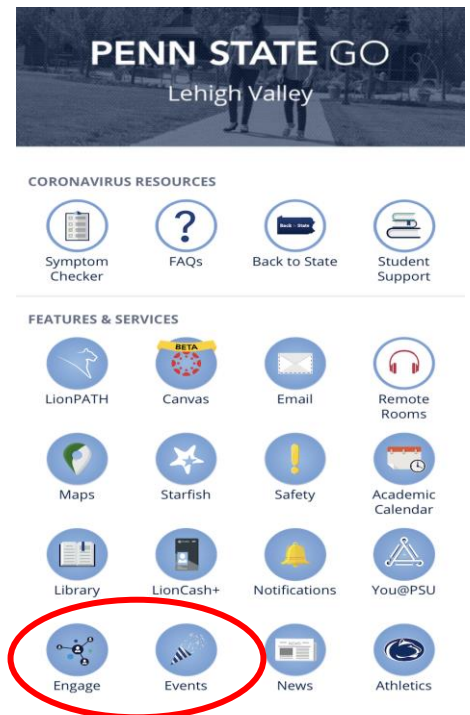 PENN STATE GO
Lehigh Valley
CORONAVIRUS RESOURCES
Symptom Checker
FAQs
Back to State
Student Support
FEATURES & SERVICES
BETA
LionPATH
Canvas
Email
Remote Rooms
Maps
Starfish
Safety
Academic Calendar
Library
LionCash+
Notifications
You@PSU
Engage
Events
News
Athletics